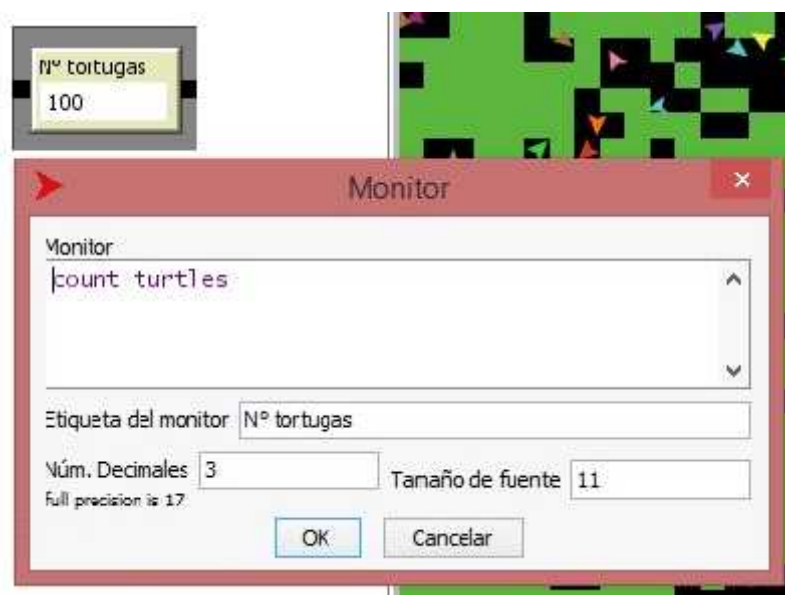 Nº tortugas
100
Monitor
Monitor
count turtles
Etiqueta del monitor Nº tortugas
Núm. Decimales 3
full precision is 17
Tamaño de fuente 11
OK Cancelar